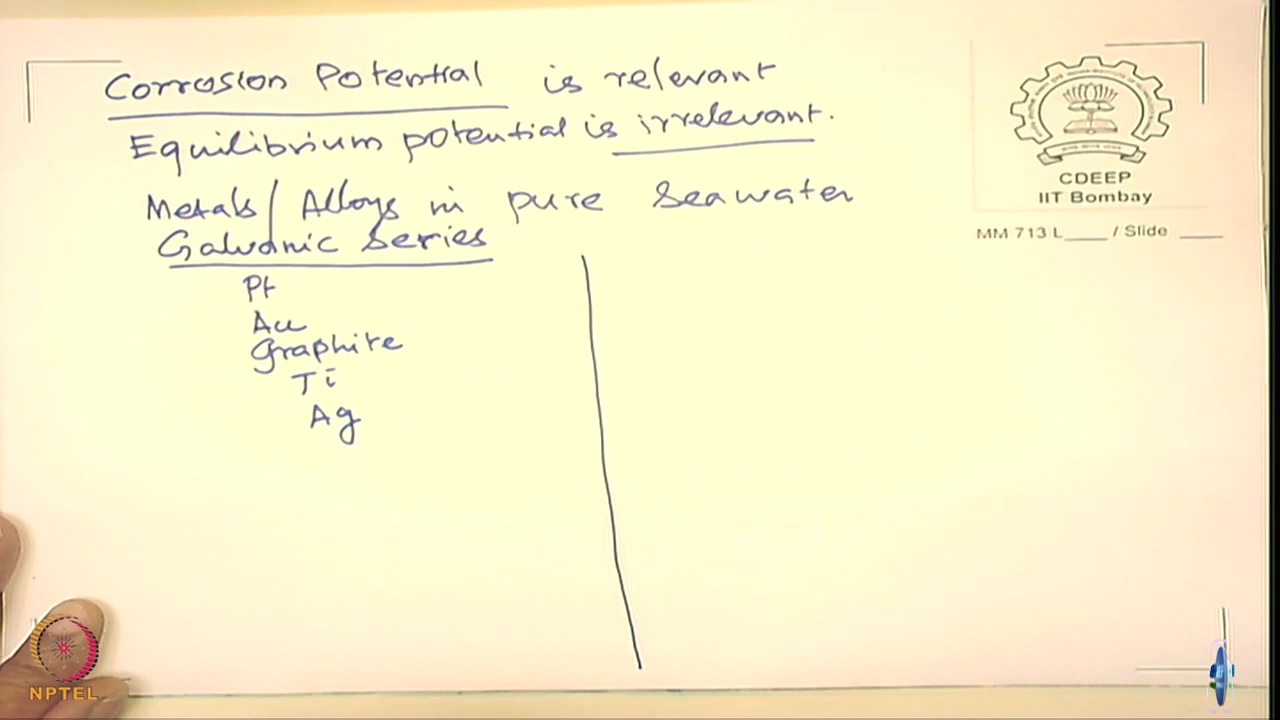 Corrosion Potential is relevant
Equilibrium potential is irrelevant.
Metals/Alloys in pure seawater
Galvanic series
Pt
Au
Graphite
Ti
Ag
CDEEP
IIT Bombay
MM 713 L____ / Slide ____
NPTEL